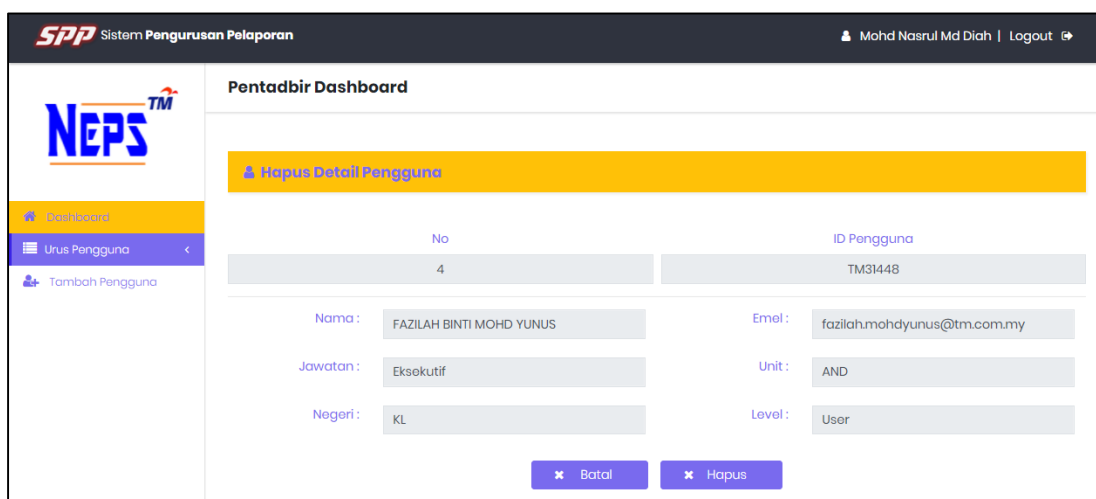 SPP Sistem Pengurusan Pelaporan
Mohd Nasrul Md Diah | Logout
NEPS TM
Pentadbir Dashboard
Hapus Detail Pengguna
Dashboard
Urus Pengguna
Tambah Pengguna
No
ID Pengguna
4
TM31448
Nama :
FAZILAH BINTI MOHD YUNUS
Emel :
fazilah.mohdyunus@tm.com.my
Jawatan :
Eksekutif
Unit :
AND
Negeri :
KL
Level :
User
Batal
Hapus